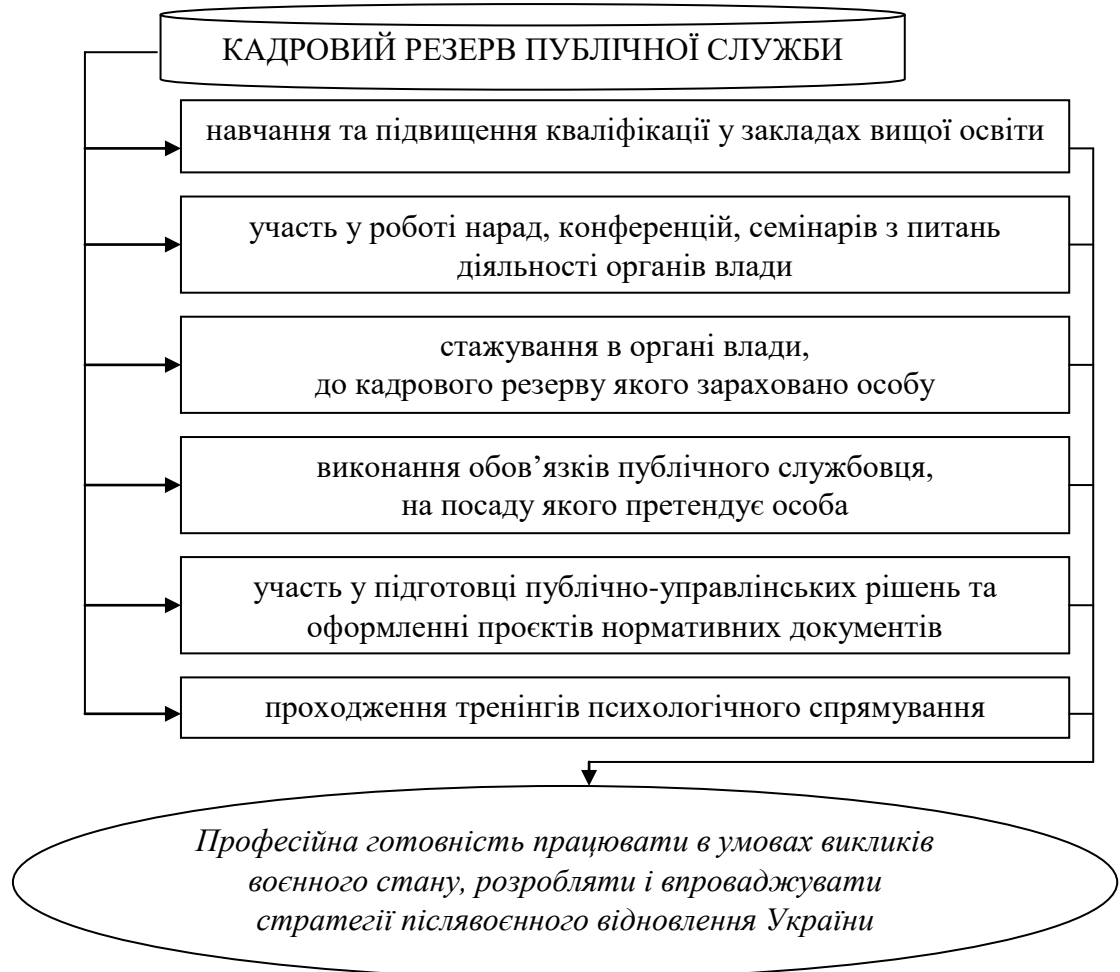 КАДРОВИЙ РЕЗЕРВ ПУБЛІЧНОЇ СЛУЖБИ
навчання та підвищення кваліфікації у закладах вищої освіти
участь у роботі нарад, конференцій, семінарів з питань
діяльності органів влади
стажування в органі влади,
до кадрового резерву якого зараховано особу
виконання обов’язків публічного службовця,
на посаду якого претендує особа
участь у підготовці публічно-управлінських рішень та
оформленні проєктів нормативних документів
проходження тренінгів психологічного спрямування
Професійна готовність працювати в умовах викликів
воєнного стану, розробляти і впроваджувати
стратегії післявоєнного відновлення України